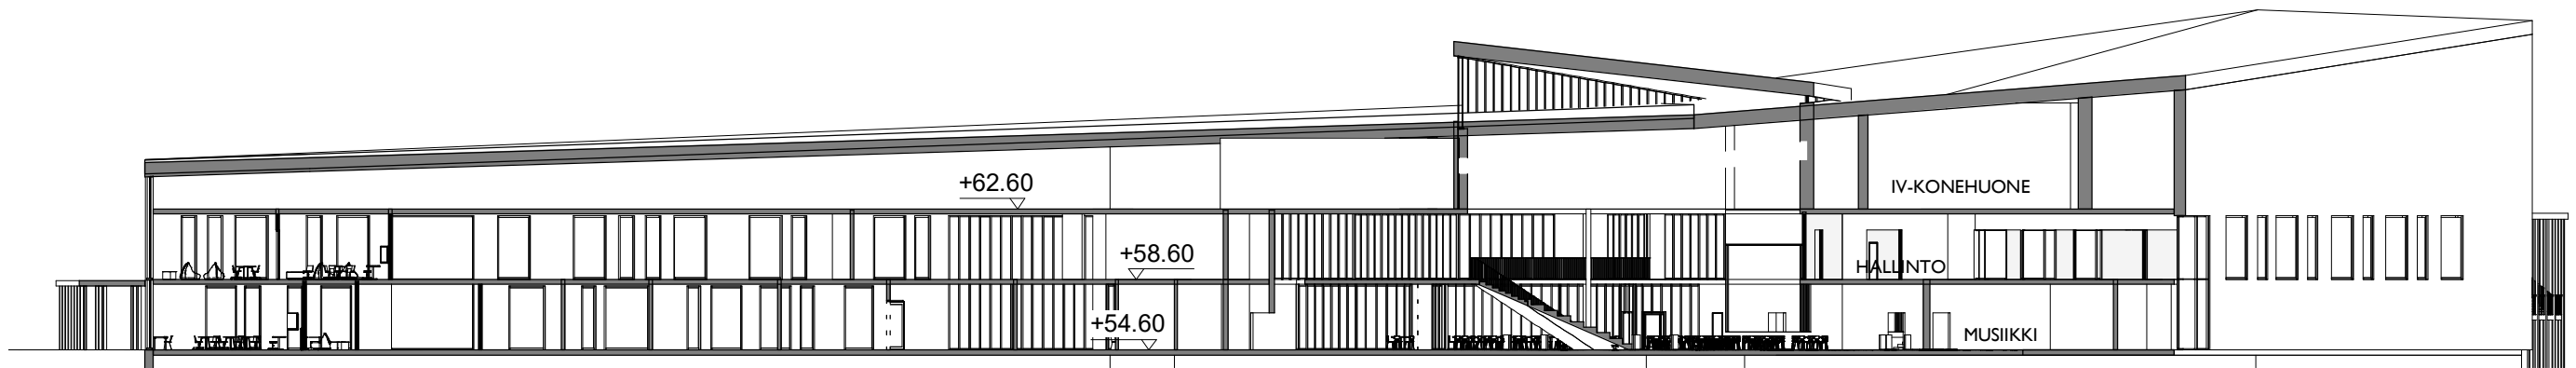 +62.60
IV-KONEHUONE
+58.60
HALLINTO
+54.60
MUSIIKKI